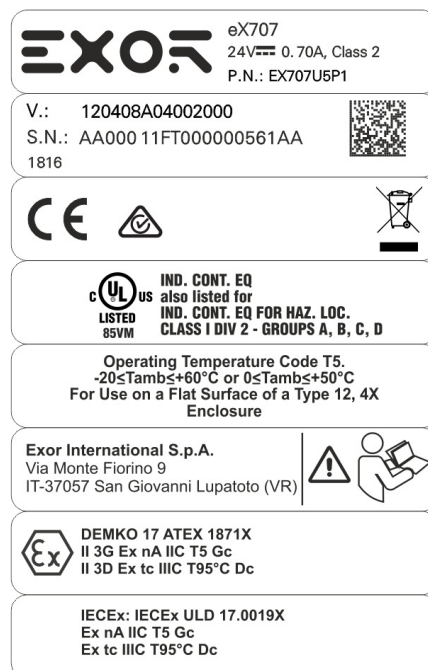 EXOR
eX707
24V⎓ 0.70A, Class 2
P.N.: EX707U5P1
V.: 120408A04002000
S.N.: AA000 11FT000000561AA
1816
CE
C UL US
LISTED
85VM
IND. CONT. EQ
also listed for
IND. CONT. EQ FOR HAZ. LOC.
CLASS I DIV 2 - GROUPS A, B, C, D
Operating Temperature Code T5.
-20≤Tamb≤+60°C or 0≤Tamb≤+50°C
For Use on a Flat Surface of a Type 12, 4X
Enclosure
Exor International S.p.A.
Via Monte Fiorino 9
IT-37057 San Giovanni Lupatoto (VR)
Ex
DEMKO 17 ATEX 1871X
II 3G Ex nA IIC T5 Gc
II 3D Ex tc IIIC T95°C Dc
IECEx: IECEx ULD 17.0019X
Ex nA IIC T5 Gc
Ex tc IIIC T95°C Dc